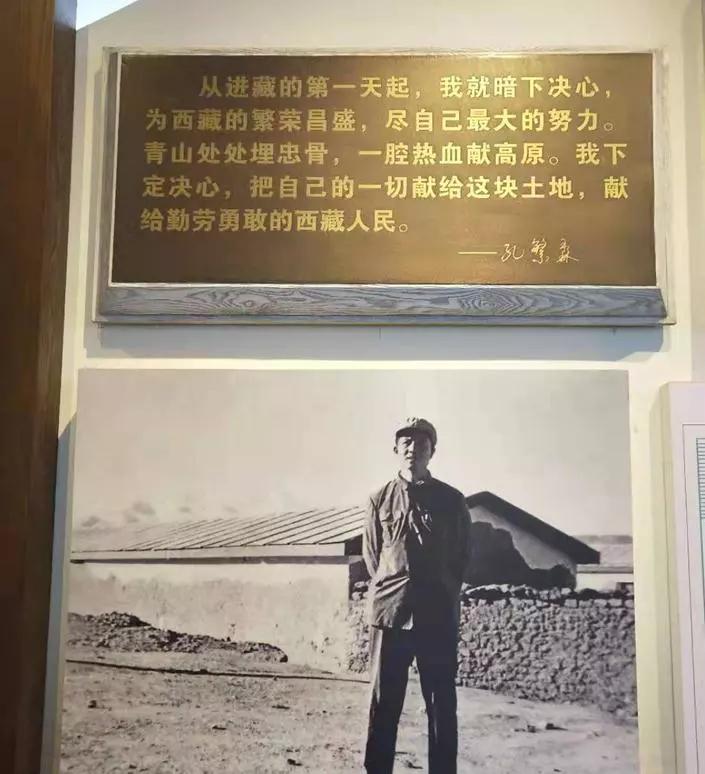 从进藏的第一天起，我就暗下决心，
为西藏的繁荣昌盛，尽自己最大的努力。
青山处处埋忠骨，一腔热血献高原。我下
定决心，把自己的一切献给这块土地，献
给勤劳勇敢的西藏人民。
——孔繁森